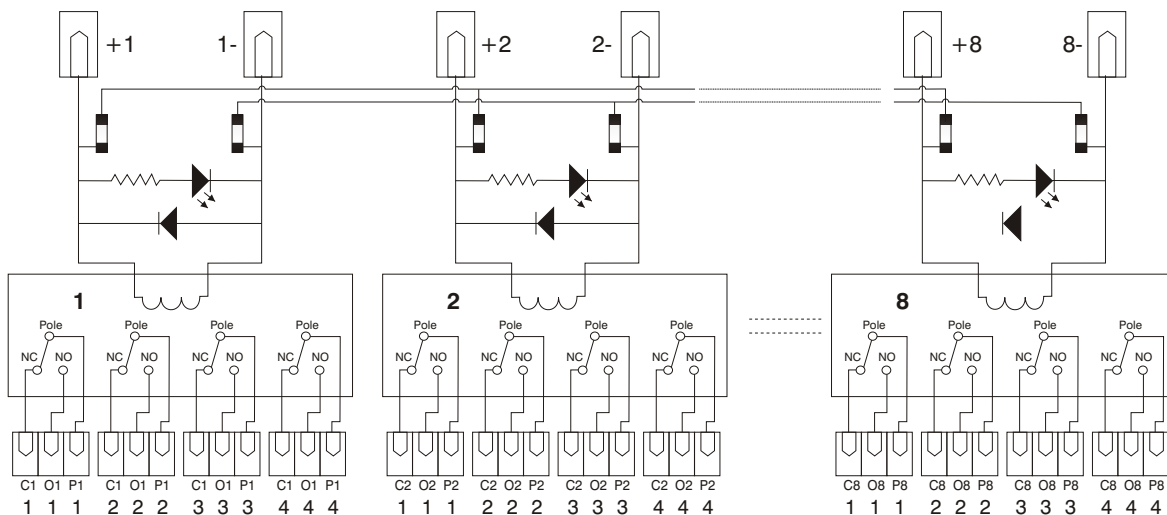 +1 1- +2 2- +8 8-
1 2 8
Pole Pole Pole Pole Pole Pole Pole Pole Pole Pole Pole Pole
NC NO NC NO NC NO NC NO NC NO NC NO NC NO NC NO NC NO NC NO NC NO NC NO
C1 O1 P1 C1 O1 P1 C1 O1 P1 C1 O1 P1 C2 O2 P2 C2 O2 P2 C2 O2 P2 C2 O2 P2 C8 O8 P8 C8 O8 P8 C8 O8 P8 C8 O8 P8
1 1 1 2 2 2 3 3 3 4 4 4 1 1 1 2 2 2 3 3 3 4 4 4 1 1 1 2 2 2 3 3 3 4 4 4